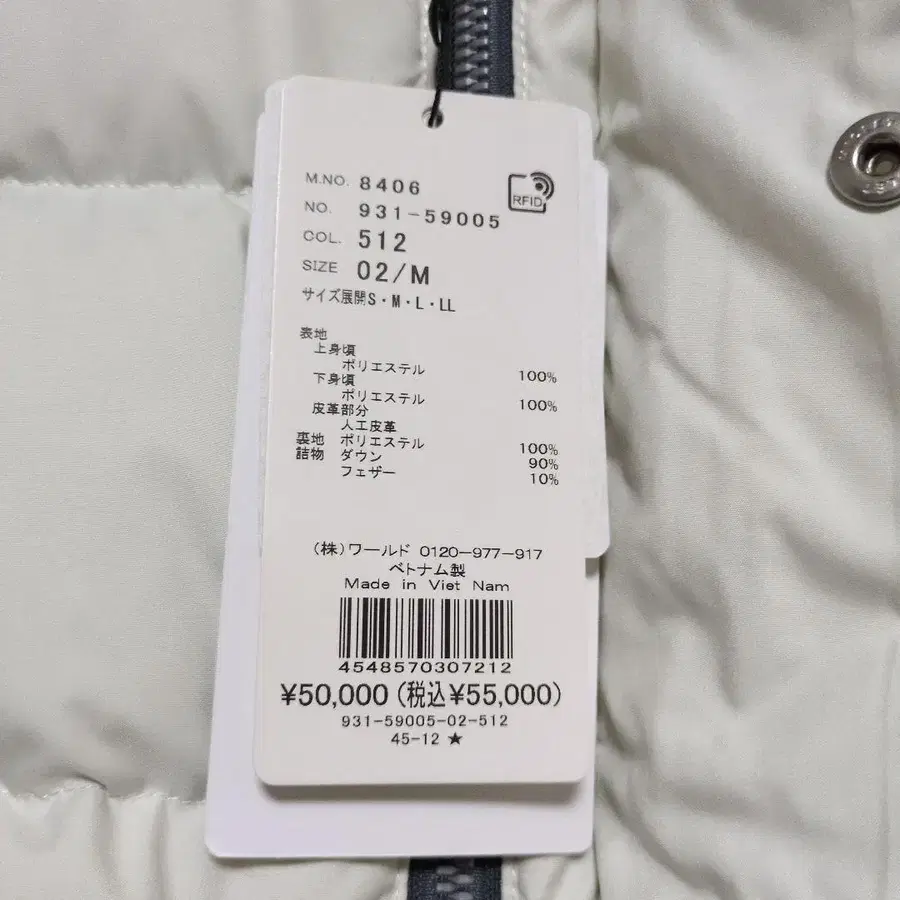 M.NO. 8406
NO. 931-59005
RFID
COL. 512
SIZE 02/M
サイズ展開S・M・L・LL
表地
上身頃
ポリエステル 100%
下身頃
ポリエステル 100%
皮革部分
人工皮革
裏地 ポリエステル 100%
詰物 ダウン 90%
フェザー 10%
(株)ワールド 0120-977-917
ベトナム製
Made in Viet Nam
4548570307212
¥50,000(税込¥55,000)
931-59005-02-512
45-12 ★